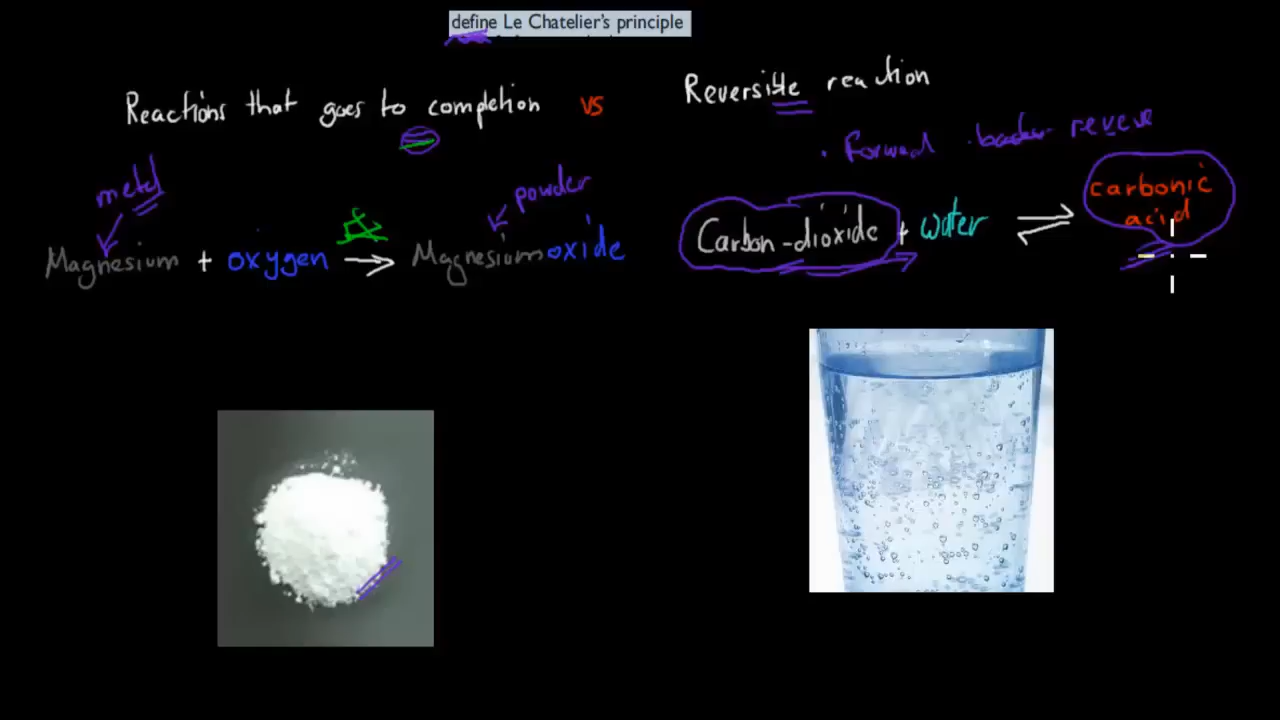 define Le Chatelier's principle
Reactions that goes to completion vs
Reversible reaction
. forward . backw reverse
metal
powder
Magnesium + oxygen → Magnesium oxide
Carbon-dioxide + water ⇌ carbonic acid